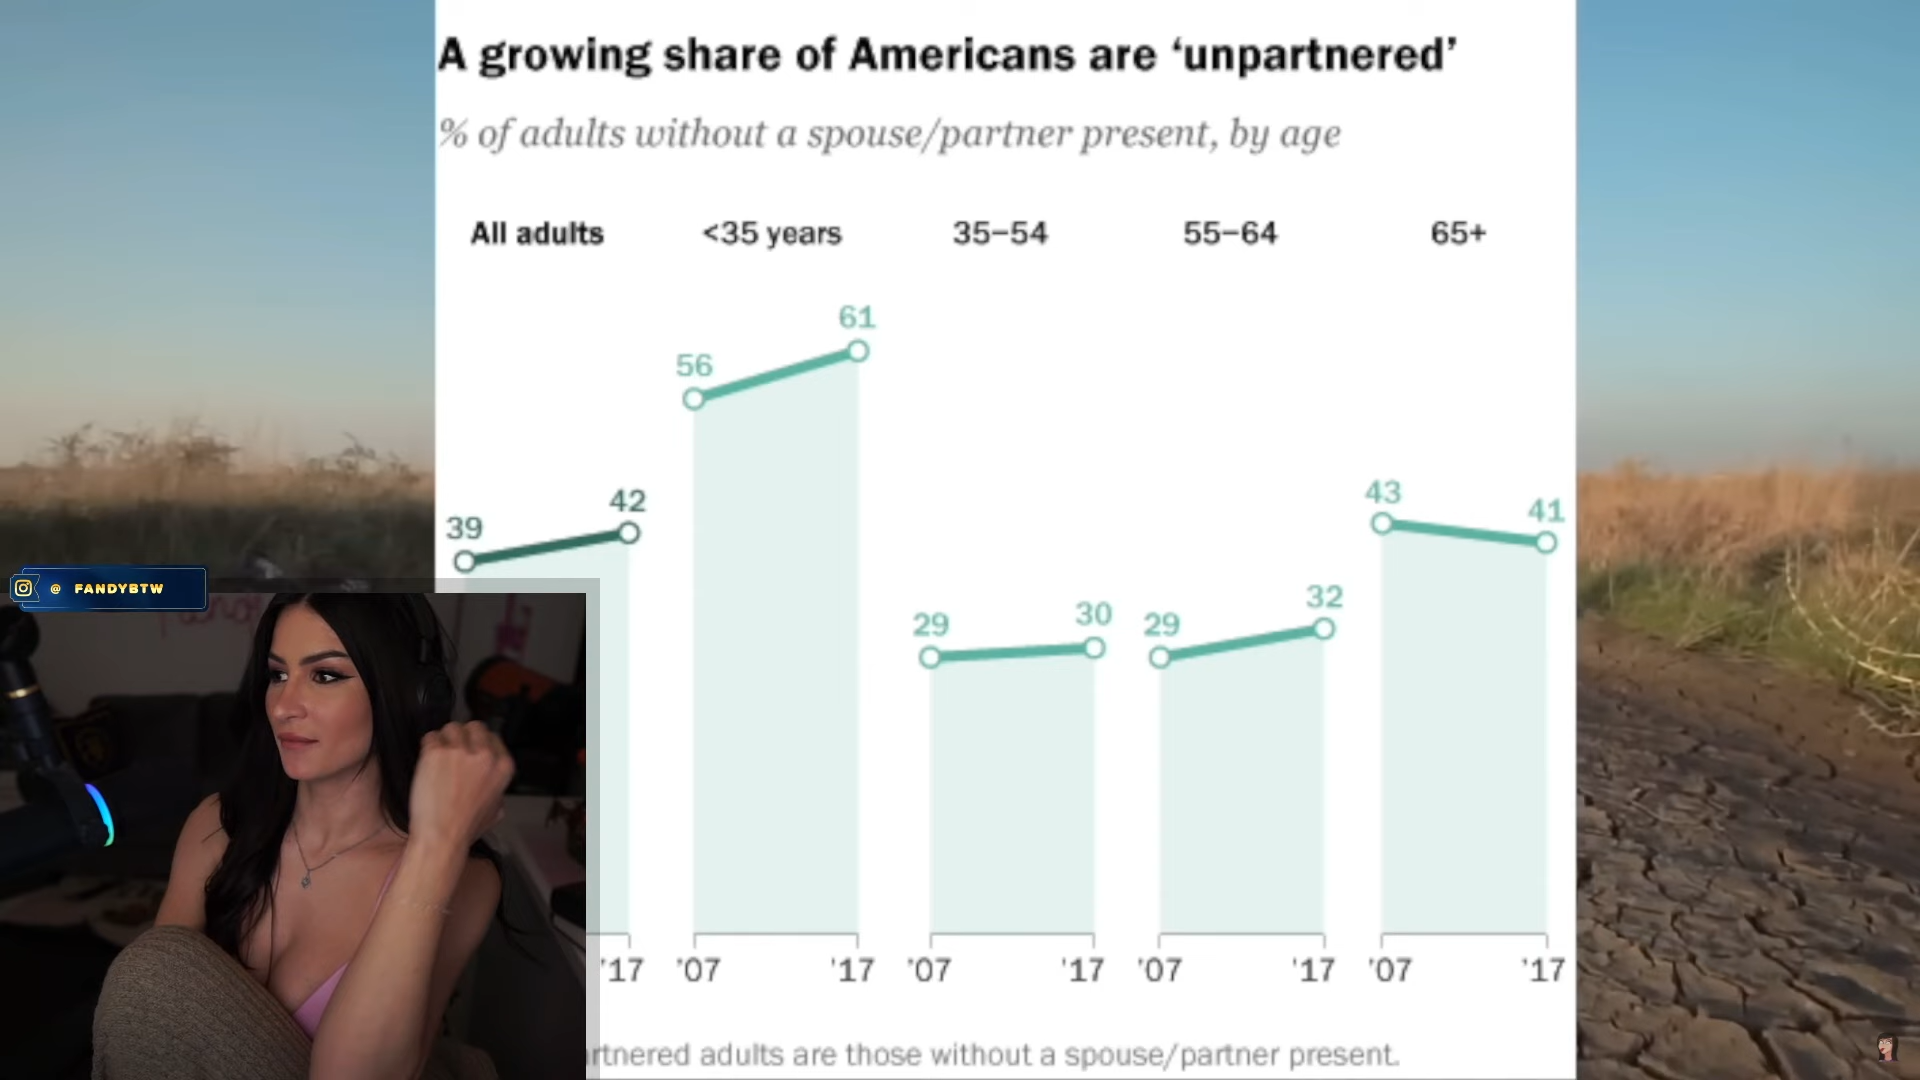 A growing share of Americans are ‘unpartnered’
% of adults without a spouse/partner present, by age
All adults <35 years 35–54 55–64 65+
61
56
43
42
41
39
32
30
29 29
@ FANDYBTW
'17 '07 '17 '07 '17 '07 '17 '07 '17
adults are those without a spouse/partner present.